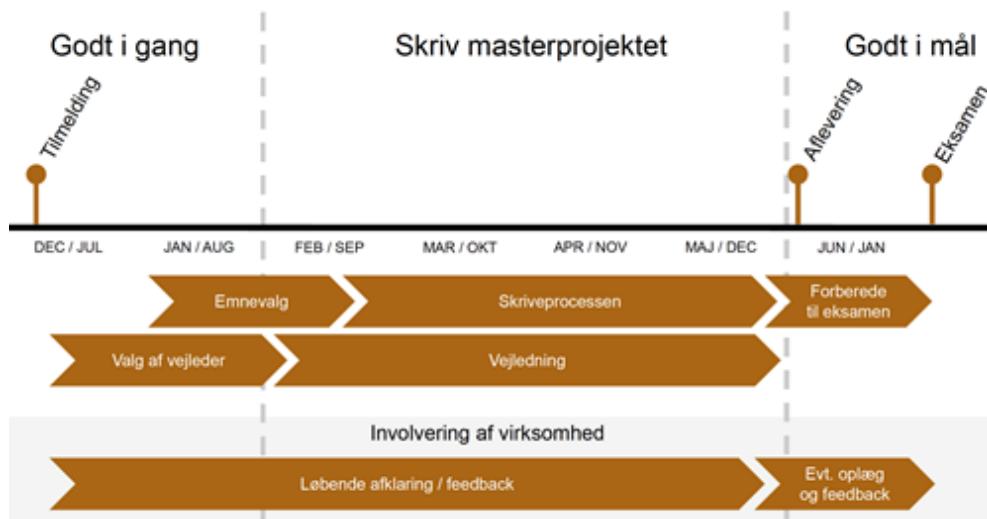 Godt i gang
Skriv masterprojektet
Godt i mål
Tilmelding
Aflevering
Eksamen
DEC / JUL
JAN / AUG
FEB / SEP
MAR / OKT
APR / NOV
MAJ / DEC
JUN / JAN
Emnevalg
Skriveprocessen
Forberede
til eksamen
Valg af vejleder
Vejledning
Involvering af virksomhed
Løbende afklaring / feedback
Evt. oplæg
og feedback